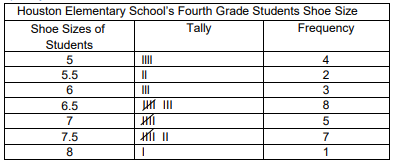 Houston Elementary School's Fourth Grade Students Shoe Size
Shoe Sizes of Students Tally Frequency
5 IIII 4
5.5 II 2
6 III 3
6.5 IIII III 8
7 IIII 5
7.5 IIII II 7
8 I 1